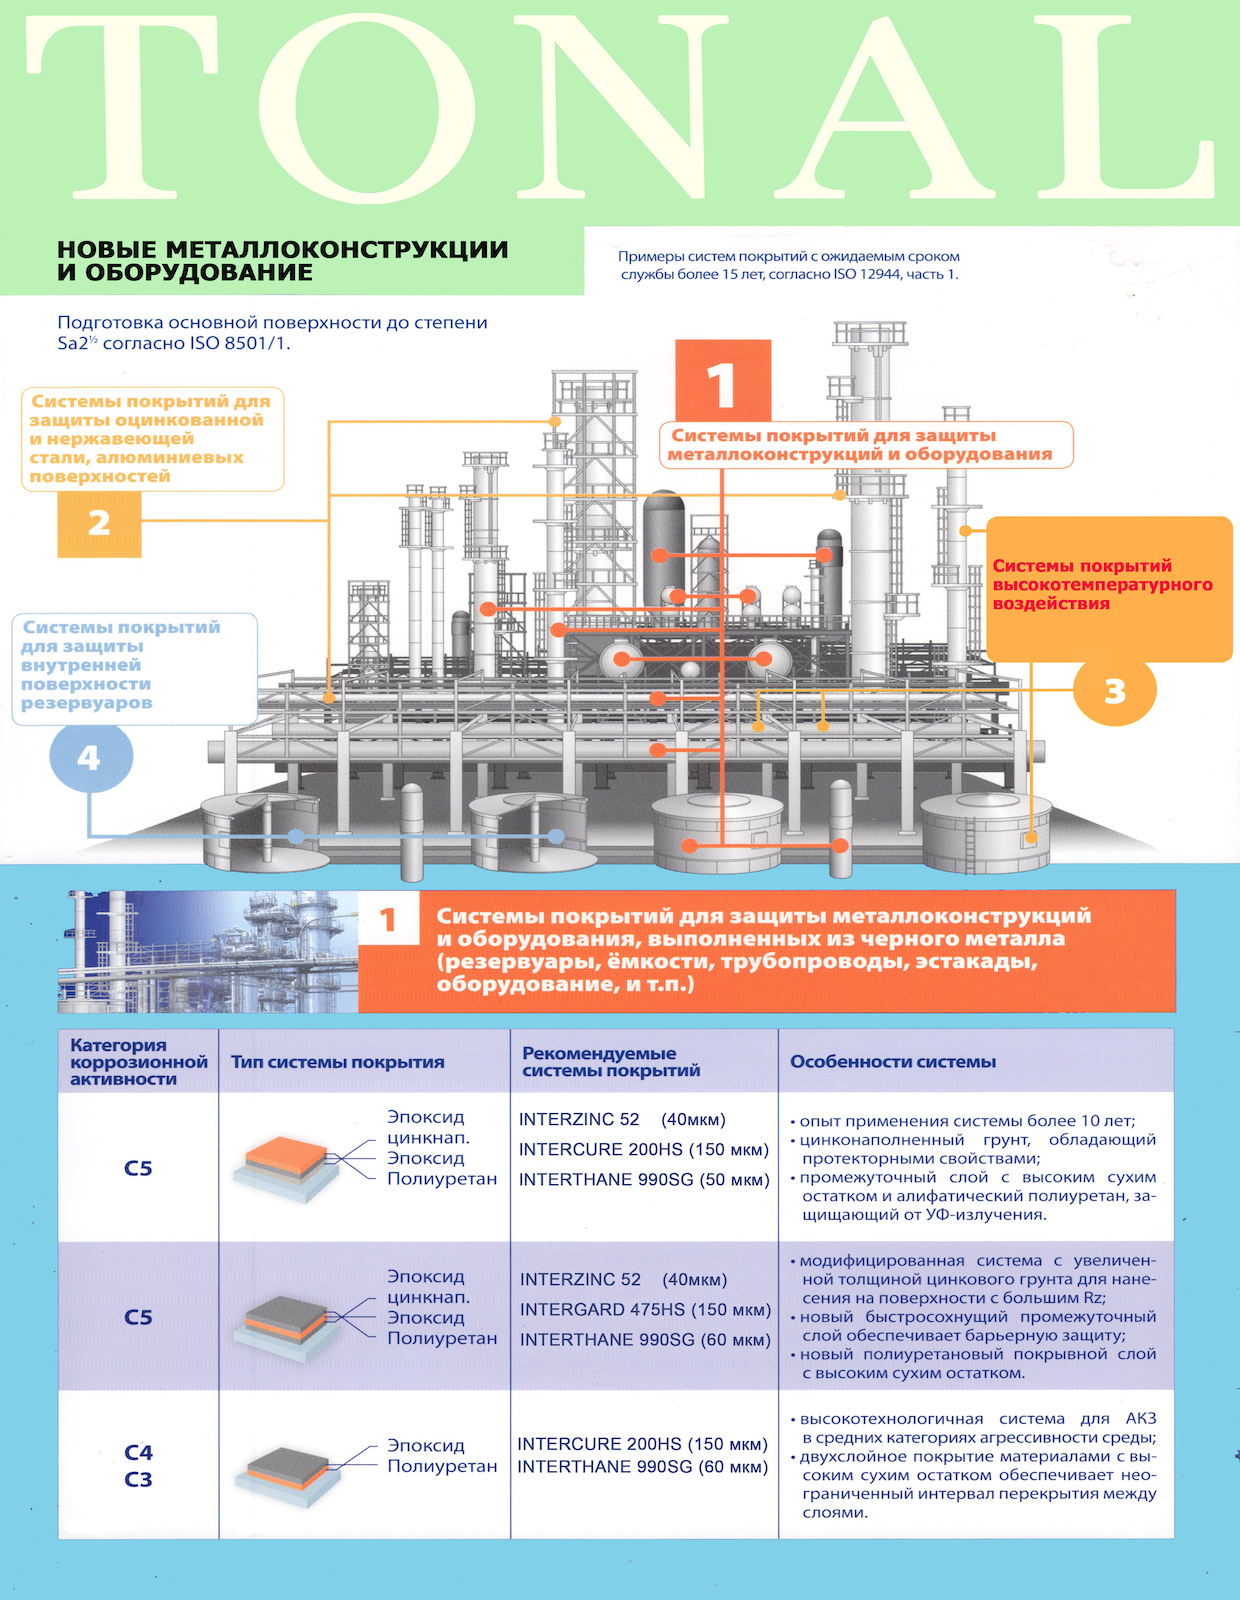 TONAL
НОВЫЕ МЕТАЛЛОКОНСТРУКЦИИ
И ОБОРУДОВАНИЕ
Примеры систем покрытий с ожидаемым сроком
службы более 15 лет, согласно ISO 12944, часть 1.
Подготовка основной поверхности до степени
Sa2½ согласно ISO 8501/1.
1
Системы покрытий для защиты
металлоконструкций и оборудования
Системы покрытий для
защиты оцинкованной
и нержавеющей
стали, алюминиевых
поверхностей
2
Системы покрытий
высокотемпературного
воздействия
3
Системы покрытий
для защиты
внутренней
поверхности
резервуаров
4
1
Системы покрытий для защиты металлоконструкций
и оборудования, выполненных из черного металла
(резервуары, ёмкости, трубопроводы, эстакады,
оборудование, и т.п.)
Категория
коррозионной
активности
Тип системы покрытия
Рекомендуемые
системы покрытий
Особенности системы
C5
Эпоксид
цинкнап.
Эпоксид
Полиуретан
INTERZINC 52 (40мкм)
INTERCURE 200HS (150 мкм)
INTERTHANE 990SG (50 мкм)
• опыт применения системы более 10 лет;
• цинконаполненный грунт, обладающий
протекторными свойствами;
• промежуточный слой с высоким сухим
остатком и алифатический полиуретан, за-
щищающий от УФ-излучения.
C5
Эпоксид
цинкнап.
Эпоксид
Полиуретан
INTERZINC 52 (40мкм)
INTERGARD 475HS (150 мкм)
INTERTHANE 990SG (60 мкм)
• модифицированная система с увеличен-
ной толщиной цинкового грунта для нане-
сения на поверхности с большим Rz;
• новый быстросохнущий промежуточный
слой обеспечивает барьерную защиту;
• новый полиуретановый покрывной слой
с высоким сухим остатком.
C4
C3
Эпоксид
Полиуретан
INTERCURE 200HS (150 мкм)
INTERTHANE 990SG (60 мкм)
• высокотехнологичная система для АКЗ
в средних категориях агрессивности среды;
• двухслойное покрытие материалами с вы-
соким сухим остатком обеспечивает нео-
граниченный интервал перекрытия между
слоями.